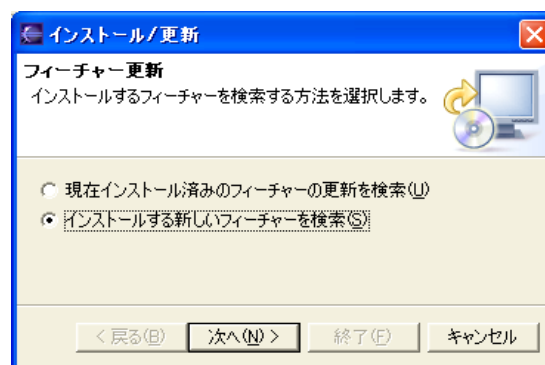 インストール/更新
フィーチャー更新
インストールするフィーチャーを検索する方法を選択します。
現在インストール済みのフィーチャーの更新を検索(U)
インストールする新しいフィーチャーを検索(S)
< 戻る(B)
次へ(N) >
終了(F)
キャンセル